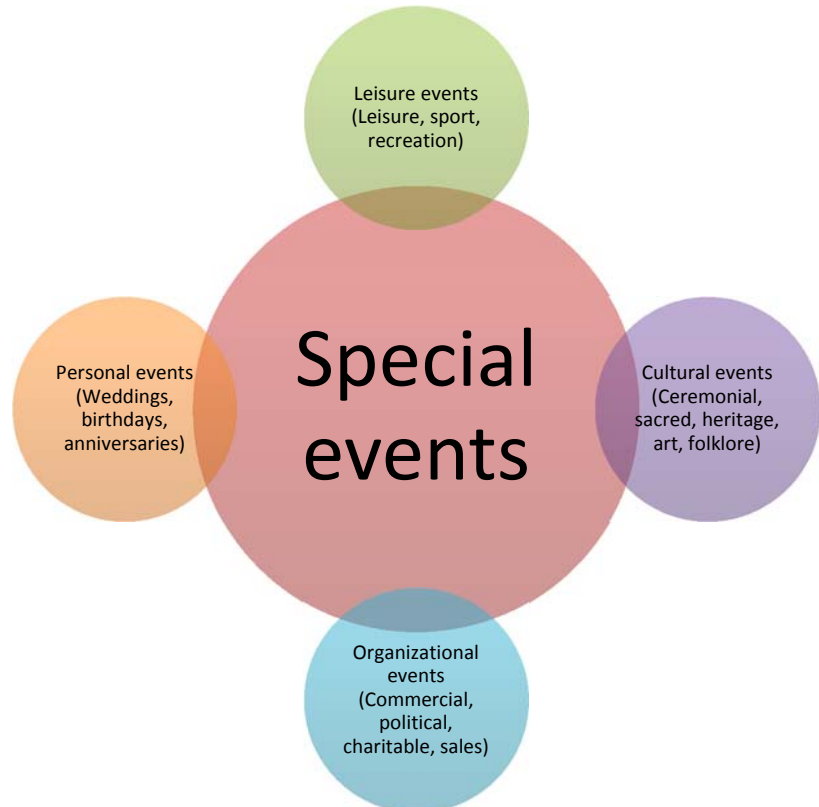 Leisure events
(Leisure, sport,
recreation)
Special
events
Personal events
(Weddings,
birthdays,
anniversaries)
Cultural events
(Ceremonial,
sacred, heritage,
art, folklore)
Organizational
events
(Commercial,
political,
charitable, sales)